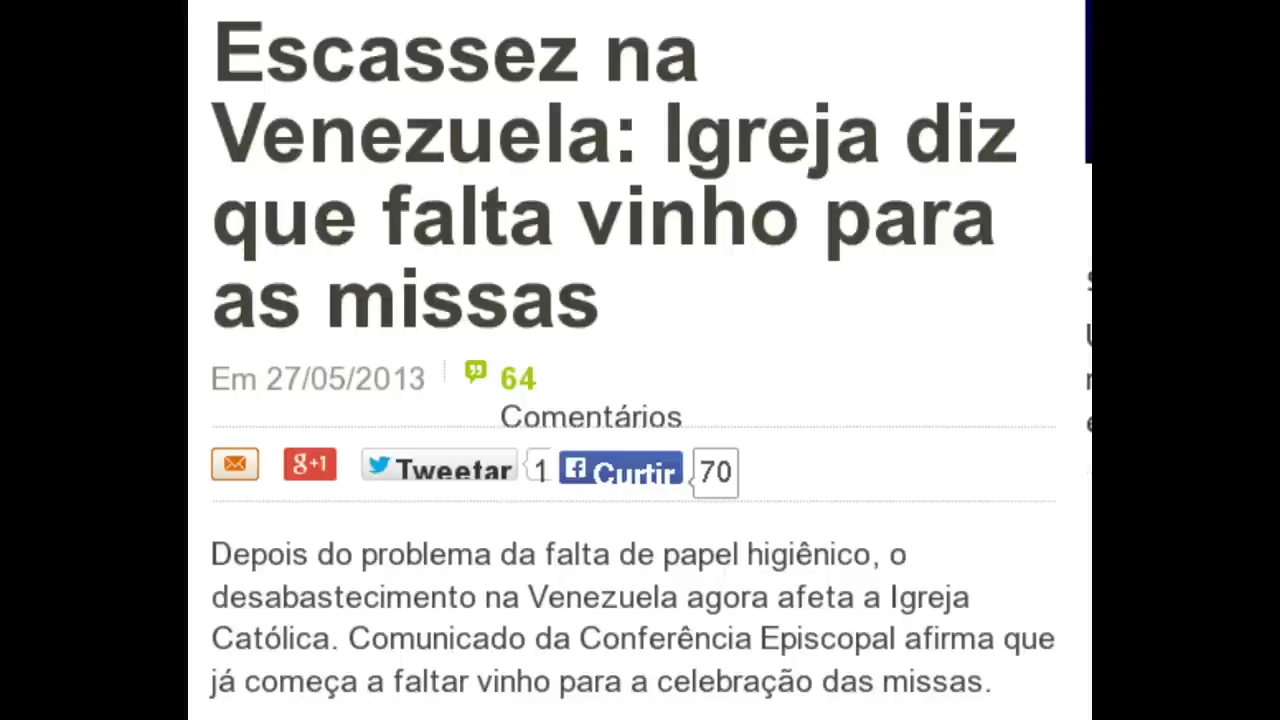 Escassez na
Venezuela: Igreja diz
que falta vinho para
as missas
Em 27/05/2013 64
Comentários
g+1 Tweetar 1 Curtir 70
Depois do problema da falta de papel higiênico, o
desabastecimento na Venezuela agora afeta a Igreja
Católica. Comunicado da Conferência Episcopal afirma que
já começa a faltar vinho para a celebração das missas.